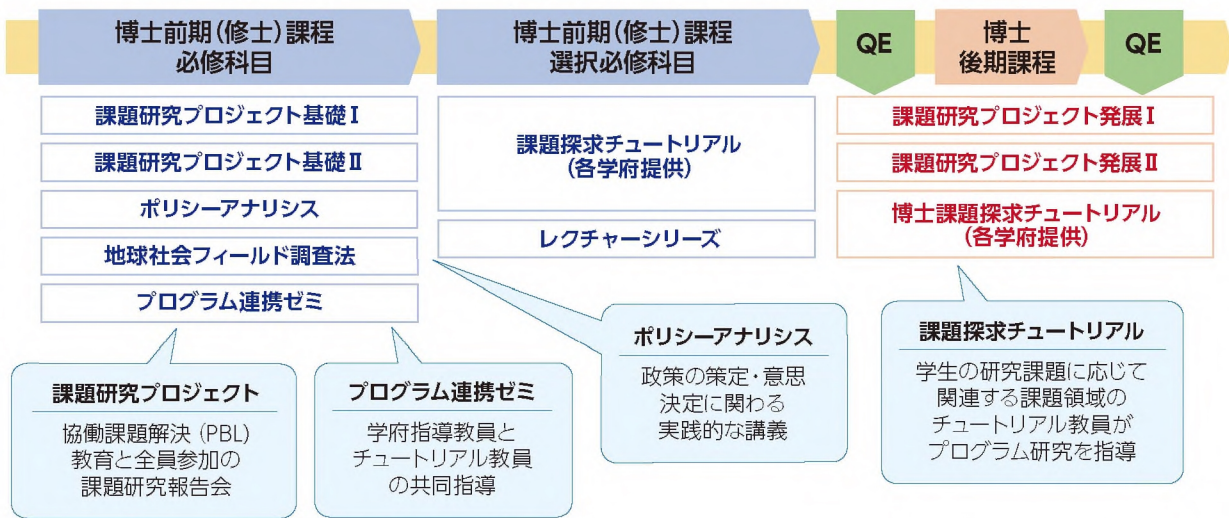 博士前期(修士)課程
必修科目
博士前期(修士)課程
選択必修科目
QE
博士
後期課程
QE
課題研究プロジェクト基礎Ⅰ
課題研究プロジェクト基礎Ⅱ
ポリシーアナリシス
地球社会フィールド調査法
プログラム連携ゼミ
課題探求チュートリアル
(各学府提供)
レクチャーシリーズ
課題研究プロジェクト発展Ⅰ
課題研究プロジェクト発展Ⅱ
博士課題探求チュートリアル
(各学府提供)
課題研究プロジェクト
協働課題解決(PBL)
教育と全員参加の
課題研究報告会
プログラム連携ゼミ
学府指導教員と
チュートリアル教員
の共同指導
ポリシーアナリシス
政策の策定・意思
決定に関わる
実践的な講義
課題探求チュートリアル
学生の研究課題に応じて
関連する課題領域の
チュートリアル教員が
プログラム研究を指導